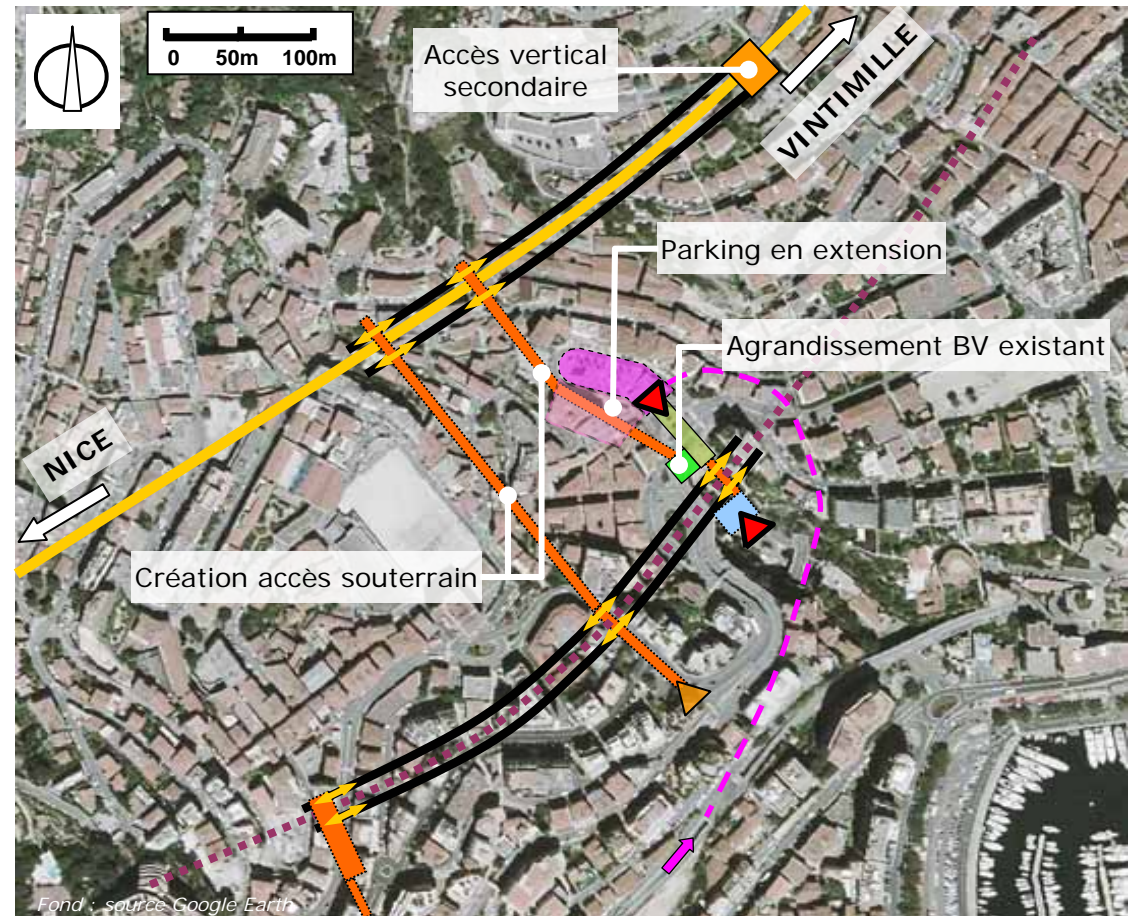 0 50m 100m
Accès vertical
secondaire
VINTIMILLE
Parking en extension
Agrandissement BV existant
NICE
Création accès souterrain
Fond : source Google Earth